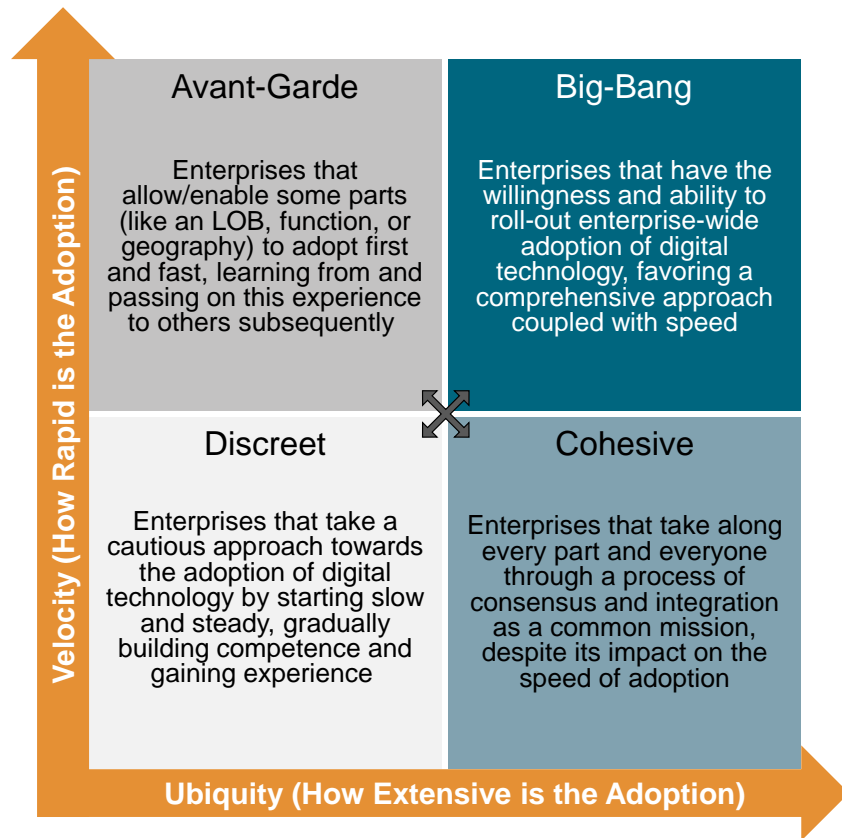 Velocity (How Rapid is the Adoption)
Avant-Garde
Enterprises that
allow/enable some parts
(like an LOB, function, or
geography) to adopt first
and fast, learning from and
passing on this experience
to others subsequently
Big-Bang
Enterprises that have the
willingness and ability to
roll-out enterprise-wide
adoption of digital
technology, favoring a
comprehensive approach
coupled with speed
Discreet
Enterprises that take a
cautious approach towards
the adoption of digital
technology by starting slow
and steady, gradually
building competence and
gaining experience
Cohesive
Enterprises that take along
every part and everyone
through a process of
consensus and integration
as a common mission,
despite its impact on the
speed of adoption
Ubiquity (How Extensive is the Adoption)